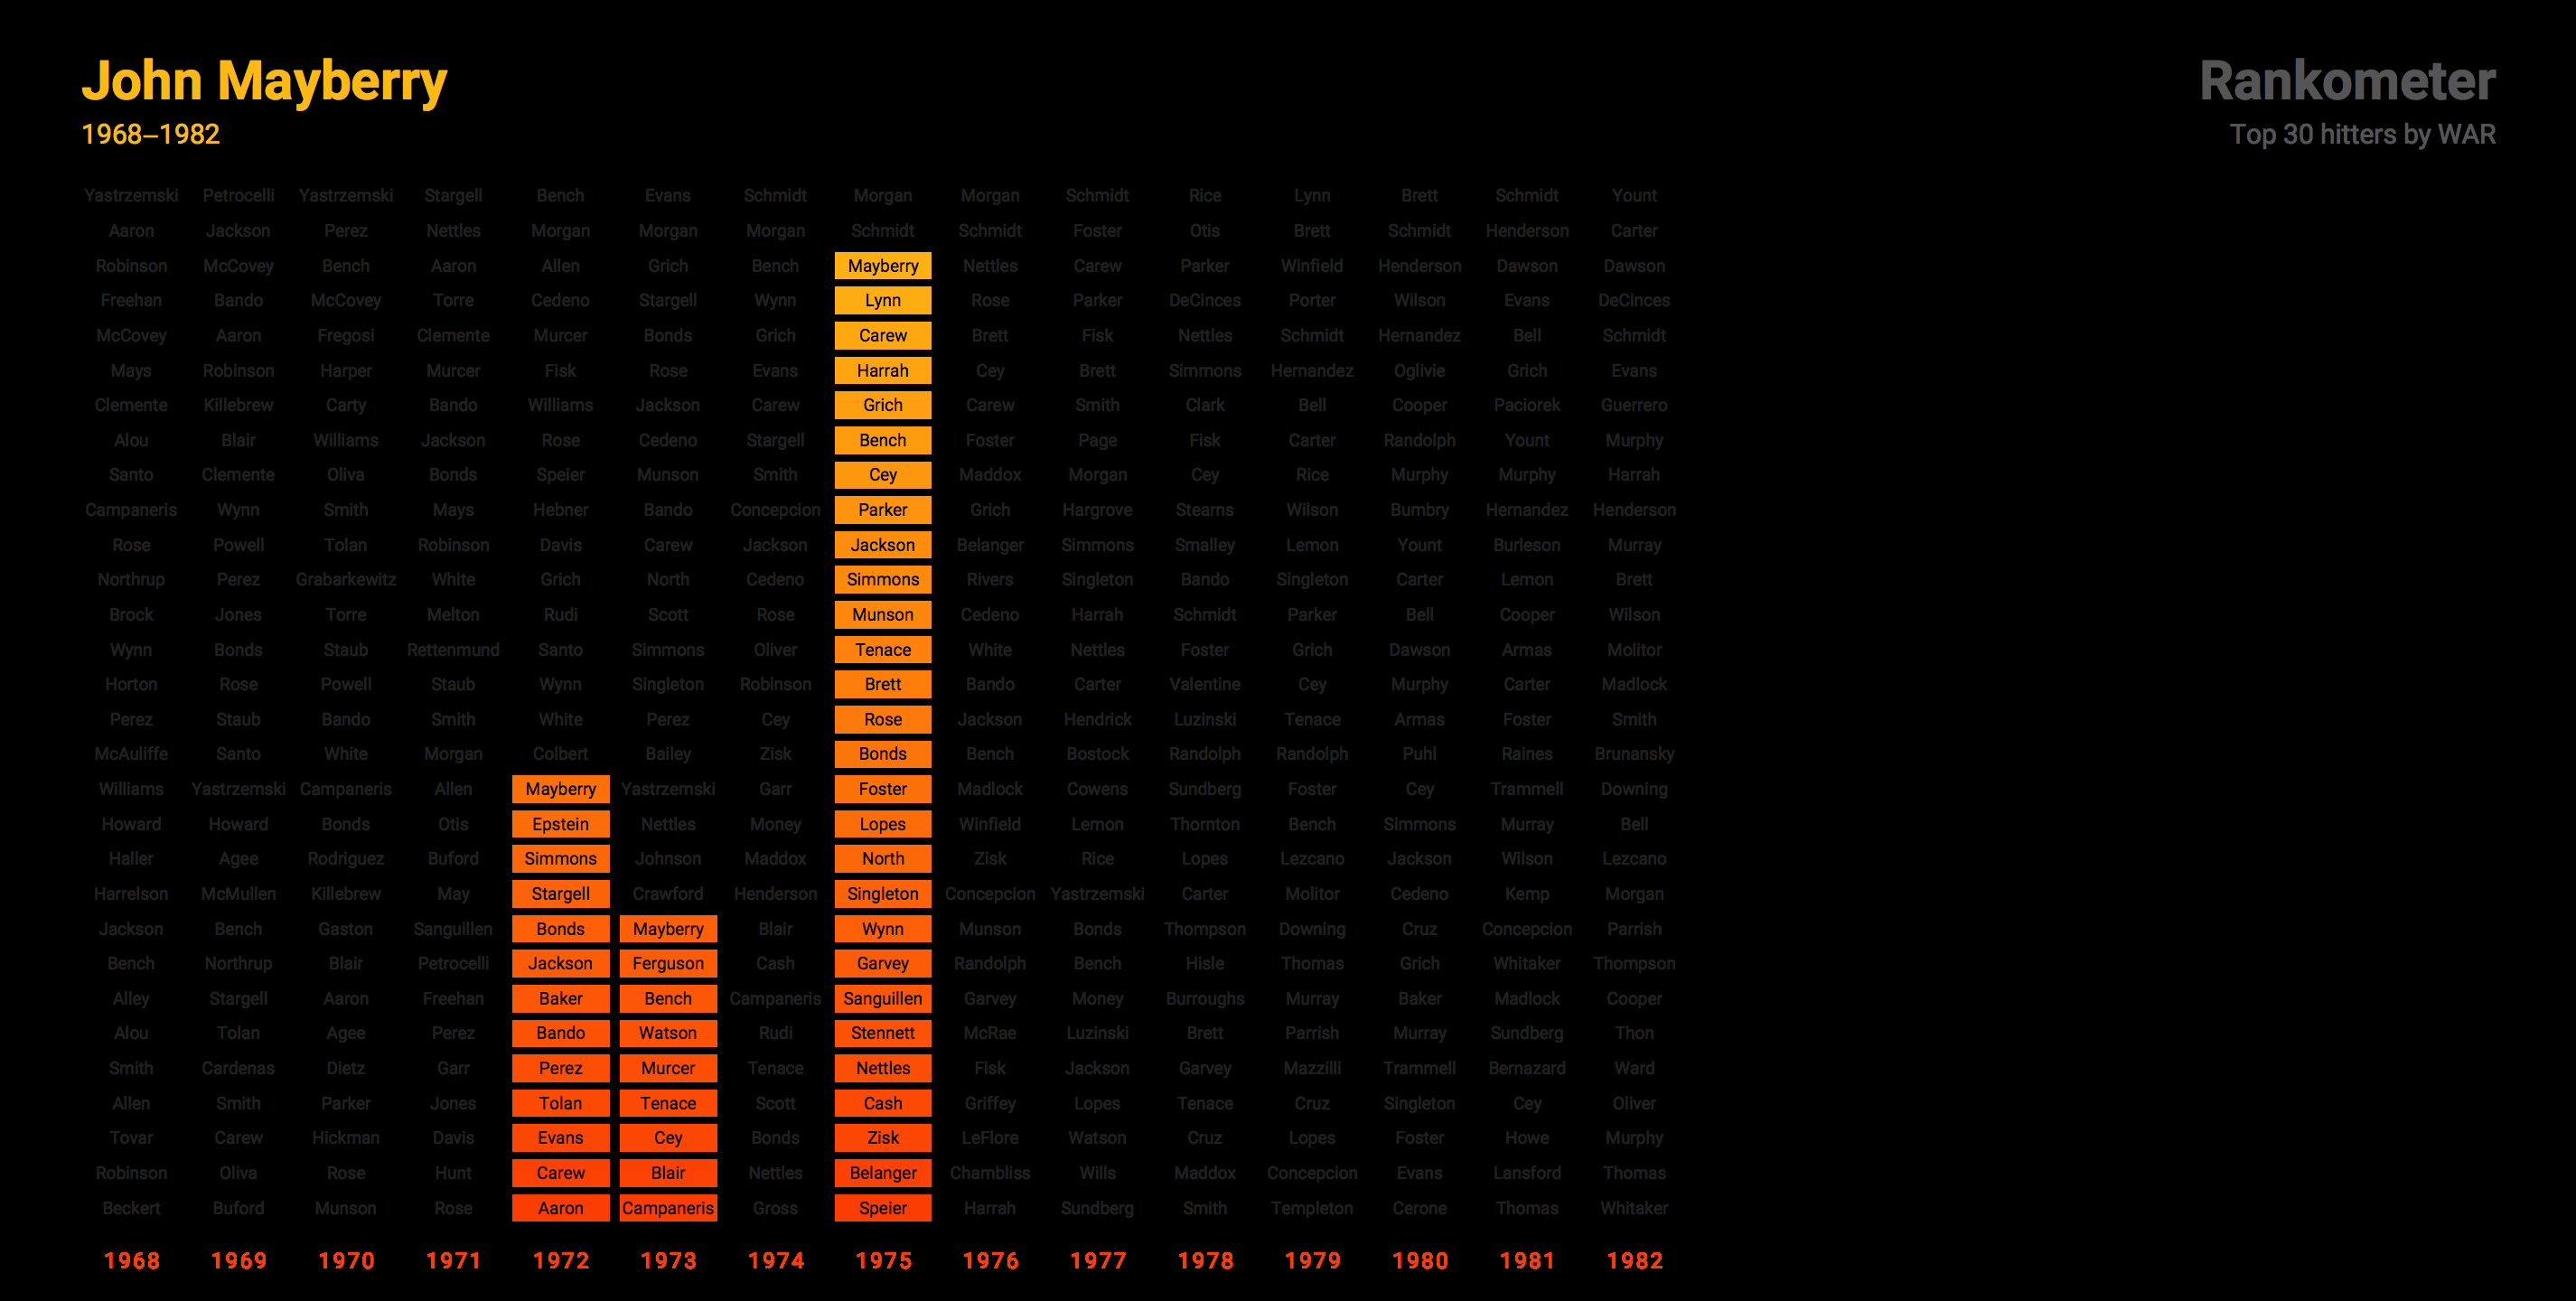 John Mayberry
Rankometer
1968–1982
Top 30 hitters by WAR
Yastrzemski Petrocelli Yastrzemski Stargell Bench Evans Schmidt Morgan Morgan Schmidt Rice Lynn Brett Schmidt Yount
Aaron Jackson Perez Nettles Morgan Morgan Morgan Schmidt Schmidt Foster Otis Brett Schmidt Henderson Carter
Robinson McCovey Bench Aaron Allen Grich Bench Mayberry Nettles Carew Parker Winfield Henderson Dawson Dawson
Freehan Bando McCovey Torre Cedeno Stargell Wynn Lynn Rose Parker DeCinces Porter Wilson Evans DeCinces
McCovey Aaron Fregosi Clemente Murcer Bonds Grich Carew Brett Fisk Nettles Schmidt Hernandez Bell Schmidt
Mays Robinson Harper Murcer Fisk Rose Evans Harrah Cey Brett Simmons Hernandez Oglivie Grich Evans
Clemente Killebrew Carty Bando Williams Jackson Carew Grich Carew Smith Clark Bell Cooper Paciorek Guerrero
Alou Blair Williams Jackson Rose Cedeno Stargell Bench Foster Page Fisk Carter Randolph Yount Murphy
Santo Clemente Oliva Bonds Speier Munson Smith Cey Maddox Morgan Cey Rice Murphy Murphy Harrah
Campaneris Wynn Smith Mays Hebner Bando Concepcion Parker Grich Hargrove Stearns Wilson Bumbry Hernandez Henderson
Rose Powell Tolan Robinson Davis Carew Jackson Jackson Belanger Simmons Smalley Lemon Yount Burleson Murray
Northrup Perez Grabarkewitz White Grich North Cedeno Simmons Rivers Singleton Bando Singleton Carter Lemon Brett
Brock Jones Torre Melton Rudi Scott Rose Munson Cedeno Harrah Schmidt Parker Bell Cooper Wilson
Wynn Bonds Staub Rettenmund Santo Simmons Oliver Tenace White Nettles Foster Grich Dawson Armas Molitor
Horton Rose Powell Staub Wynn Singleton Robinson Brett Bando Carter Valentine Cey Murphy Carter Madlock
Perez Staub Bando Smith White Perez Cey Rose Jackson Hendrick Luzinski Tenace Armas Foster Smith
McAuliffe Santo White Morgan Colbert Bailey Zisk Bonds Bench Bostock Randolph Randolph Puhl Raines Brunansky
Williams Yastrzemski Campaneris Allen Mayberry Yastrzemski Garr Foster Madlock Cowens Sundberg Foster Cey Trammell Downing
Howard Howard Bonds Otis Epstein Nettles Money Lopes Winfield Lemon Thornton Bench Simmons Murray Bell
Haller Agee Rodriguez Buford Simmons Johnson Maddox North Zisk Rice Lopes Lezcano Jackson Wilson Lezcano
Harrelson McMullen Killebrew May Stargell Crawford Henderson Singleton Concepcion Yastrzemski Carter Molitor Cedeno Kemp Morgan
Jackson Bench Gaston Sanguillen Bonds Mayberry Blair Wynn Munson Bonds Thompson Downing Cruz Concepcion Parrish
Bench Northrup Blair Petrocelli Jackson Ferguson Cash Garvey Randolph Bench Hisle Thomas Grich Whitaker Thompson
Alley Stargell Aaron Freehan Baker Bench Campaneris Sanguillen Garvey Money Burroughs Murray Baker Madlock Cooper
Alou Tolan Agee Perez Bando Watson Rudi Stennett McRae Luzinski Brett Parrish Murray Sundberg Thon
Smith Cardenas Dietz Garr Perez Murcer Tenace Nettles Fisk Jackson Garvey Mazzilli Trammell Bernazard Ward
Allen Smith Parker Jones Tolan Tenace Scott Cash Griffey Lopes Tenace Cruz Singleton Cey Oliver
Tovar Carew Hickman Davis Evans Cey Bonds Zisk LeFlore Watson Cruz Lopes Foster Howe Murphy
Robinson Oliva Rose Hunt Carew Blair Nettles Belanger Chambliss Wills Maddox Concepcion Evans Lansford Thomas
Beckert Buford Munson Rose Aaron Campaneris Gross Speier Harrah Sundberg Smith Templeton Cerone Thomas Whitaker
1968 1969 1970 1971 1972 1973 1974 1975 1976 1977 1978 1979 1980 1981 1982